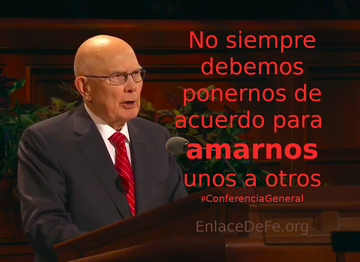 No siempre
debemos
ponernos de
acuerdo para
amarnos
unos a otros
#ConferenciaGeneral
EnlaceDeFe.org